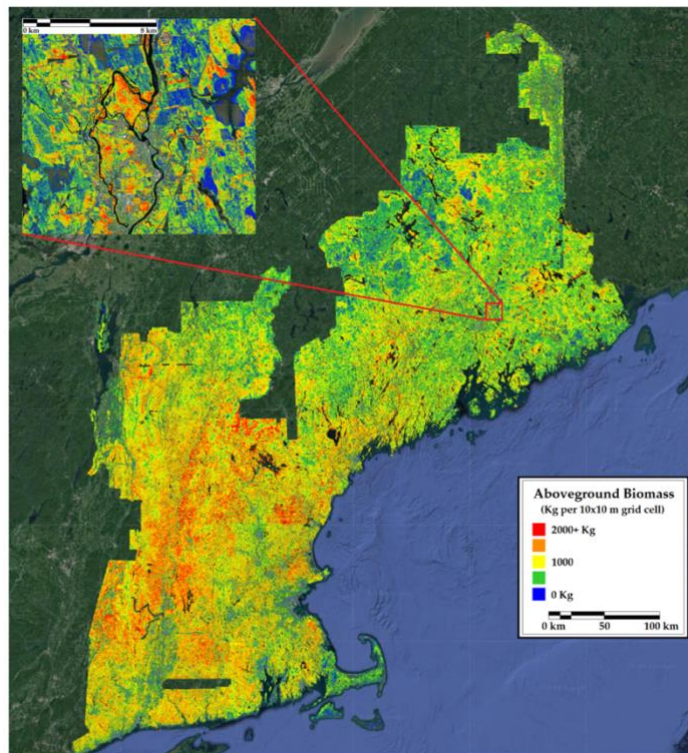 0 km 8 km
Aboveground Biomass
(Kg per 10x10 m grid cell)
2000+ Kg
1000
0 Kg
0 km 50 100 km